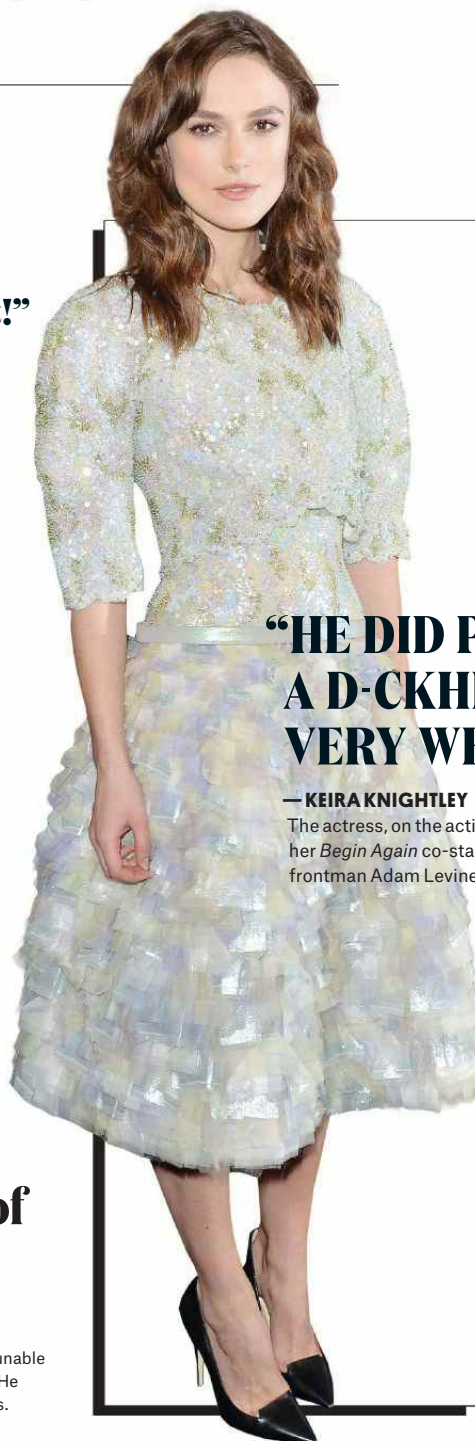 !”
“HE DID P
A D-CKH
VERY WE
— KEIRA KNIGHTLEY
The actress, on the acti
her Begin Again co-sta
frontman Adam Levine
of
unable
He
s.